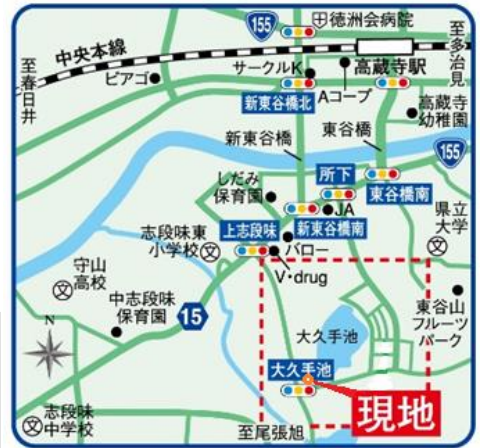 155
徳洲会病院
至多治見
中央本線
サークルK
高蔵寺駅
至春日井
ピアゴ
Aコープ
新東谷橋北
高蔵寺
幼稚園
新東谷橋
東谷橋
155
所下
東谷橋南
しだみ
保育園
JA
新東谷橋南
県立
大学
上志段味
バロー
志段味東
小学校
文
文
V・drug
守山
高校
文
中志段味
保育園
15
東谷山
フルーツ
パーク
大久手池
N
大久手池
現地
志段味
中学校
文
至尾張旭